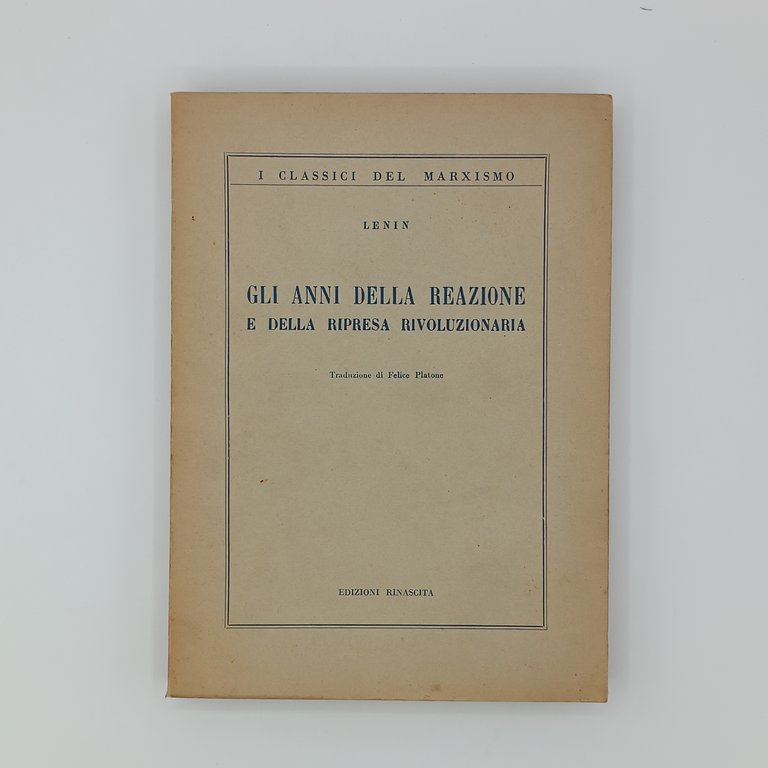 I CLASSICI DEL MARXISMO
LENIN
GLI ANNI DELLA REAZIONE
E DELLA RIPRESA RIVOLUZIONARIA
Traduzione di Felice Platone
EDIZIONI RINASCITA